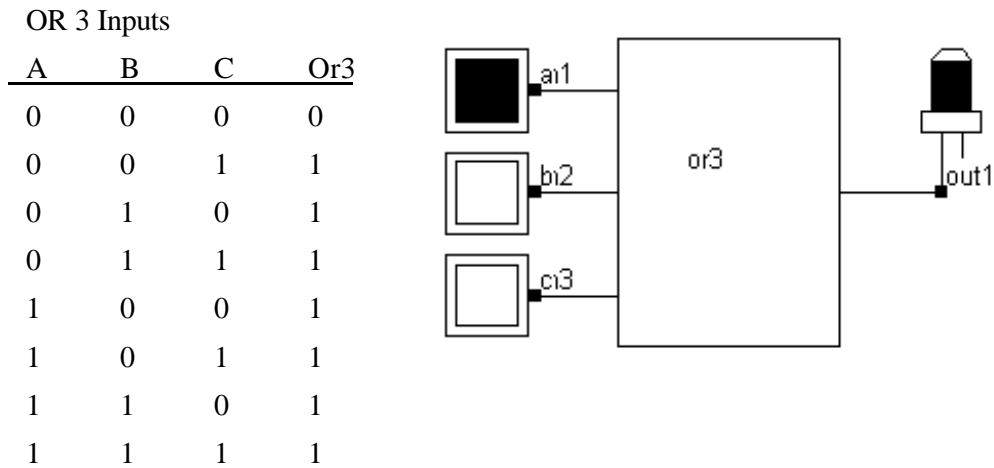 OR 3 Inputs
A B C Or3
0 0 0 0
0 0 1 1
0 1 0 1
0 1 1 1
1 0 0 1
1 0 1 1
1 1 0 1
1 1 1 1
a1
b2
c3
or3
out1